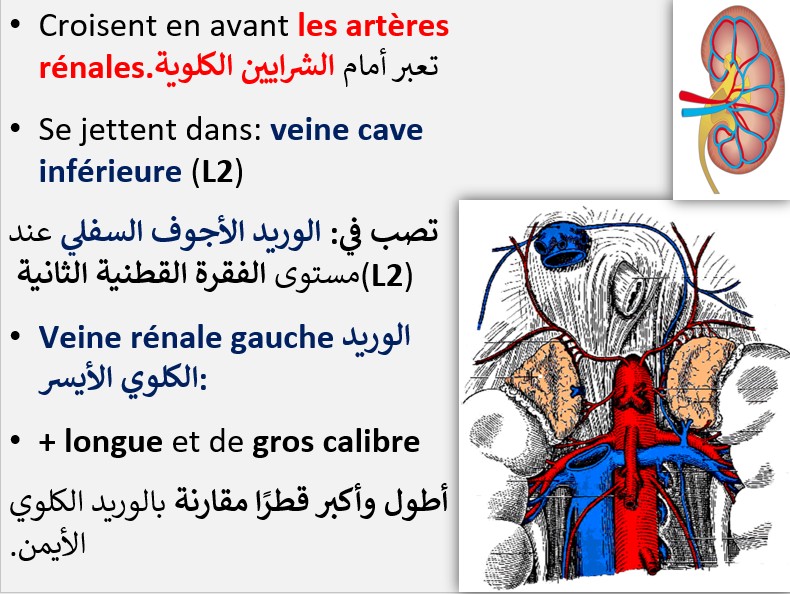 • Croisent en avant les artères
rénales. تعبر أمام الشرايين الكلوية
• Se jettent dans: veine cave
inférieure (L2)
تصب في: الوريد الأجوف السفلي عند
مستوى الفقرة القطنية الثانية (L2)
• Veine rénale gauche الوريد
الكلوي الأيسر:
• + longue et de gros calibre
أطول وأكبر قطرًا مقارنة بالوريد الكلوي
الأيمن.